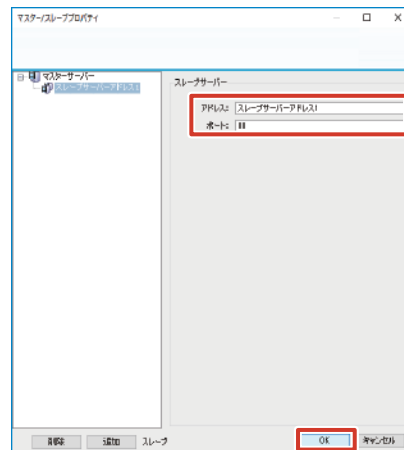 マスター/スレーブプロパティ
マスターサーバー
スレーブサーバーアドレス1
スレーブサーバー
アドレス: スレーブサーバーアドレス1
ポート:
削除 追加 スレーブ OK キャンセル